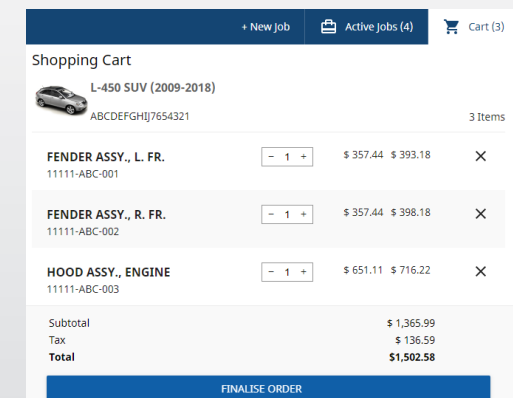 + New Job Active Jobs (4) Cart (3)
Shopping Cart
L-450 SUV (2009-2018)
ABCDEFGHIJ7654321 3 Items
FENDER ASSY., L. FR. − 1 + $ 357.44 $ 393.18 ✕
11111-ABC-001
FENDER ASSY., R. FR. − 1 + $ 357.44 $ 398.18 ✕
11111-ABC-002
HOOD ASSY., ENGINE − 1 + $ 651.11 $ 716.22 ✕
11111-ABC-003
Subtotal $ 1,365.99
Tax $ 136.59
Total $1,502.58
FINALISE ORDER